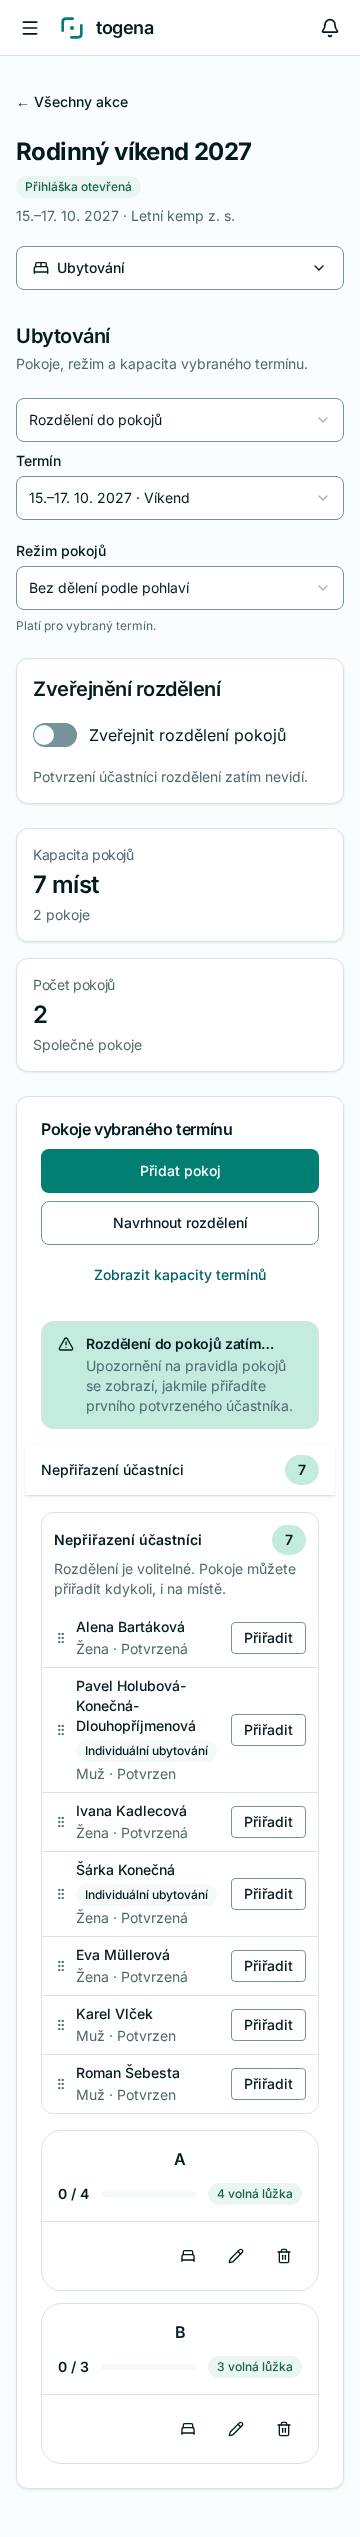 togena
← Všechny akce
Rodinný víkend 2027
Přihláška otevřená
15.–17. 10. 2027 · Letní kemp z. s.
Ubytování
Ubytování
Pokoje, režim a kapacita vybraného termínu.
Rozdělení do pokojů
Termín
15.–17. 10. 2027 · Víkend
Režim pokojů
Bez dělení podle pohlaví
Platí pro vybraný termín.
Zveřejnění rozdělení
Zveřejnit rozdělení pokojů
Potvrzení účastníci rozdělení zatím nevidí.
Kapacita pokojů
7 míst
2 pokoje
Počet pokojů
2
Společné pokoje
Pokoje vybraného termínu
Přidat pokoj
Navrhnout rozdělení
Zobrazit kapacity termínů
Rozdělení do pokojů zatím…
Upozornění na pravidla pokojů
se zobrazí, jakmile přiřadíte
prvního potvrzeného účastníka.
Nepřiřazení účastníci 7
Nepřiřazení účastníci 7
Rozdělení je volitelné. Pokoje můžete
přiřadit kdykoli, i na místě.
Alena Bartáková
Žena · Potvrzená
Přiřadit
Pavel Holubová-
Konečná-
Dlouhopříjmenová
Individuální ubytování
Muž · Potvrzen
Přiřadit
Ivana Kadlecová
Žena · Potvrzená
Přiřadit
Šárka Konečná
Individuální ubytování
Žena · Potvrzená
Přiřadit
Eva Müllerová
Žena · Potvrzená
Přiřadit
Karel Vlček
Muž · Potvrzen
Přiřadit
Roman Šebesta
Muž · Potvrzen
Přiřadit
A
0 / 4 4 volná lůžka
B
0 / 3 3 volná lůžka